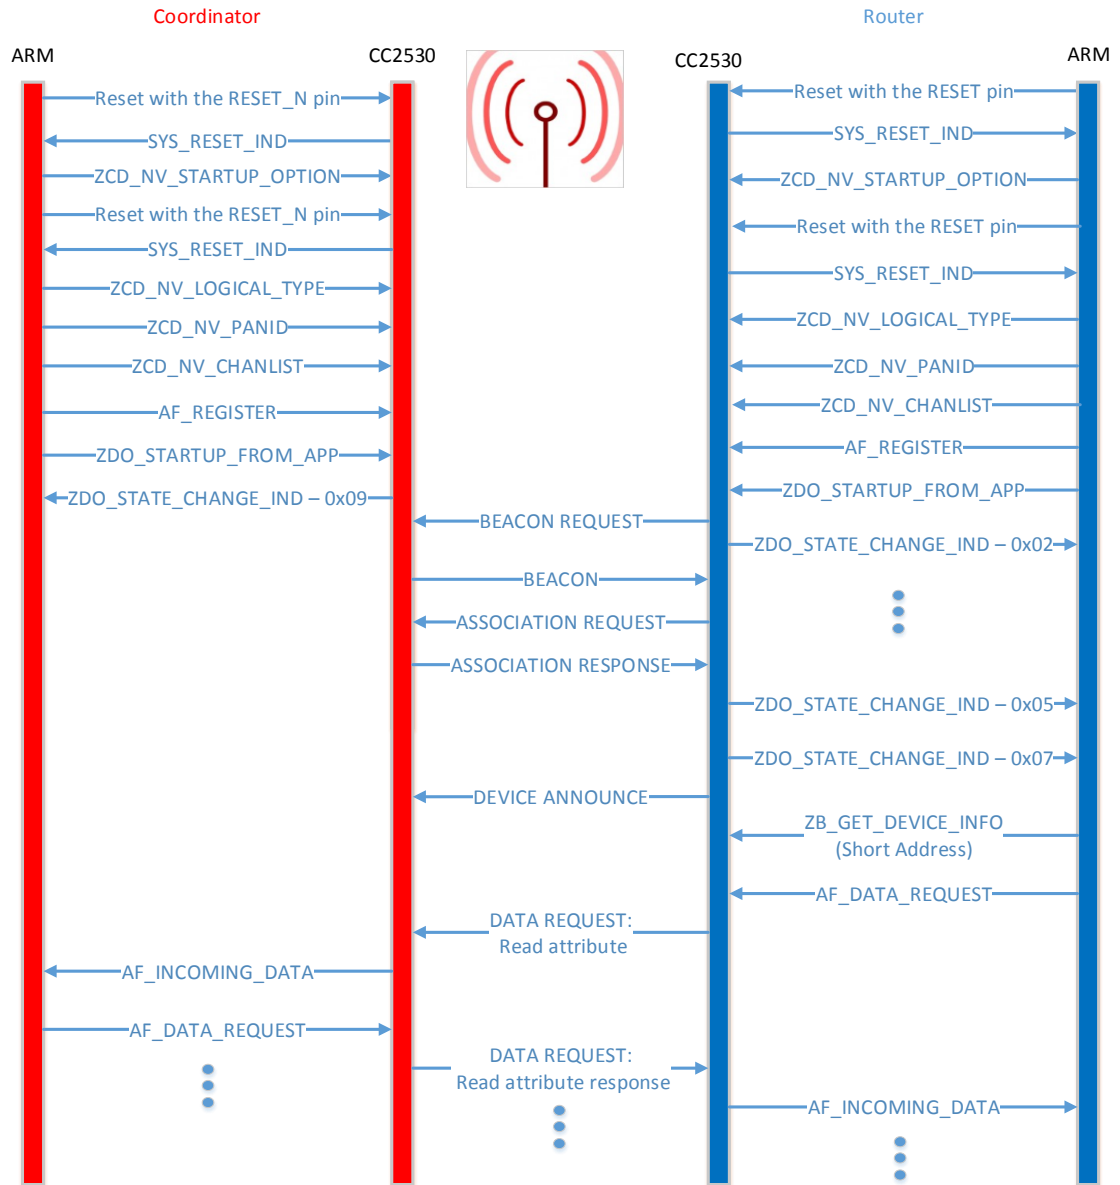 Coordinator
Router
ARM
CC2530
CC2530
ARM
Reset with the RESET_N pin
SYS_RESET_IND
ZCD_NV_STARTUP_OPTION
Reset with the RESET_N pin
SYS_RESET_IND
ZCD_NV_LOGICAL_TYPE
ZCD_NV_PANID
ZCD_NV_CHANLIST
AF_REGISTER
ZDO_STARTUP_FROM_APP
ZDO_STATE_CHANGE_IND – 0x09
Reset with the RESET pin
SYS_RESET_IND
ZCD_NV_STARTUP_OPTION
Reset with the RESET pin
SYS_RESET_IND
ZCD_NV_LOGICAL_TYPE
ZCD_NV_PANID
ZCD_NV_CHANLIST
AF_REGISTER
ZDO_STARTUP_FROM_APP
BEACON REQUEST
ZDO_STATE_CHANGE_IND – 0x02
BEACON
ASSOCIATION REQUEST
ASSOCIATION RESPONSE
ZDO_STATE_CHANGE_IND – 0x05
ZDO_STATE_CHANGE_IND – 0x07
DEVICE ANNOUNCE
ZB_GET_DEVICE_INFO
(Short Address)
AF_DATA_REQUEST
DATA REQUEST:
Read attribute
AF_INCOMING_DATA
AF_DATA_REQUEST
DATA REQUEST:
Read attribute response
AF_INCOMING_DATA